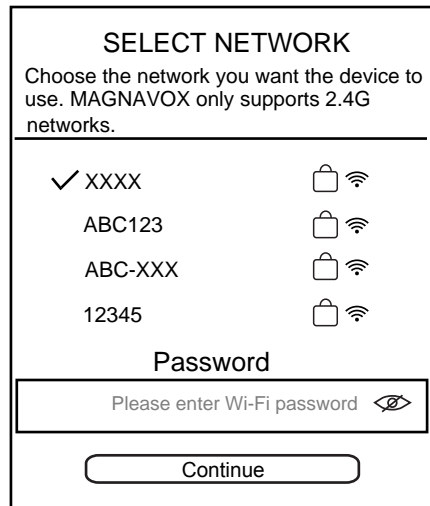 SELECT NETWORK
Choose the network you want the device to
use. MAGNAVOX only supports 2.4G
networks.
XXXX
ABC123
ABC-XXX
12345
Password
Please enter Wi-Fi password
Continue